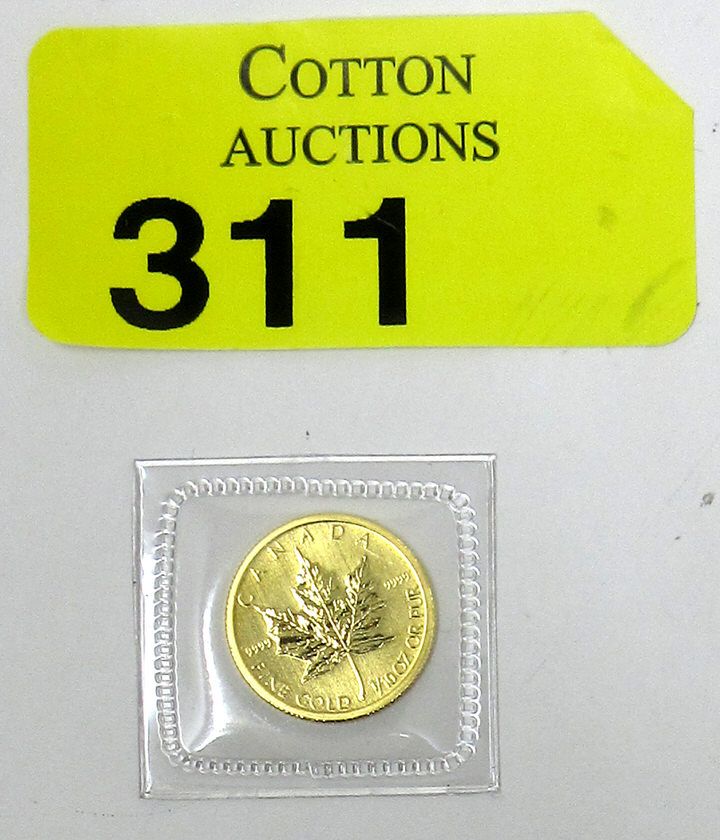 COTTON
AUCTIONS
311
CANADA
9999
9999
FINE GOLD 1/10 OZ OR PUR